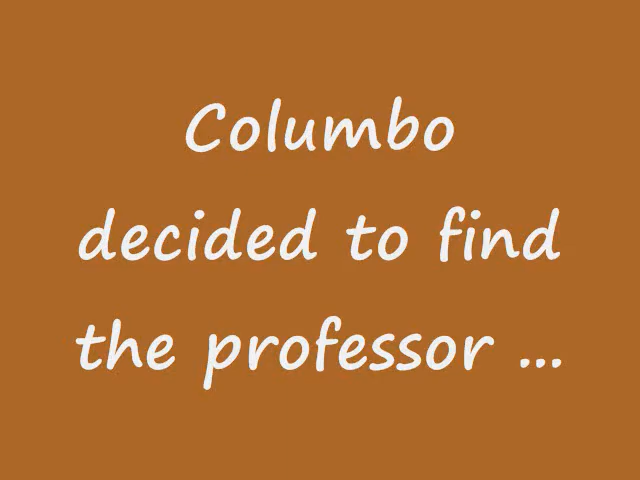 Columbo
decided to find
the professor ...